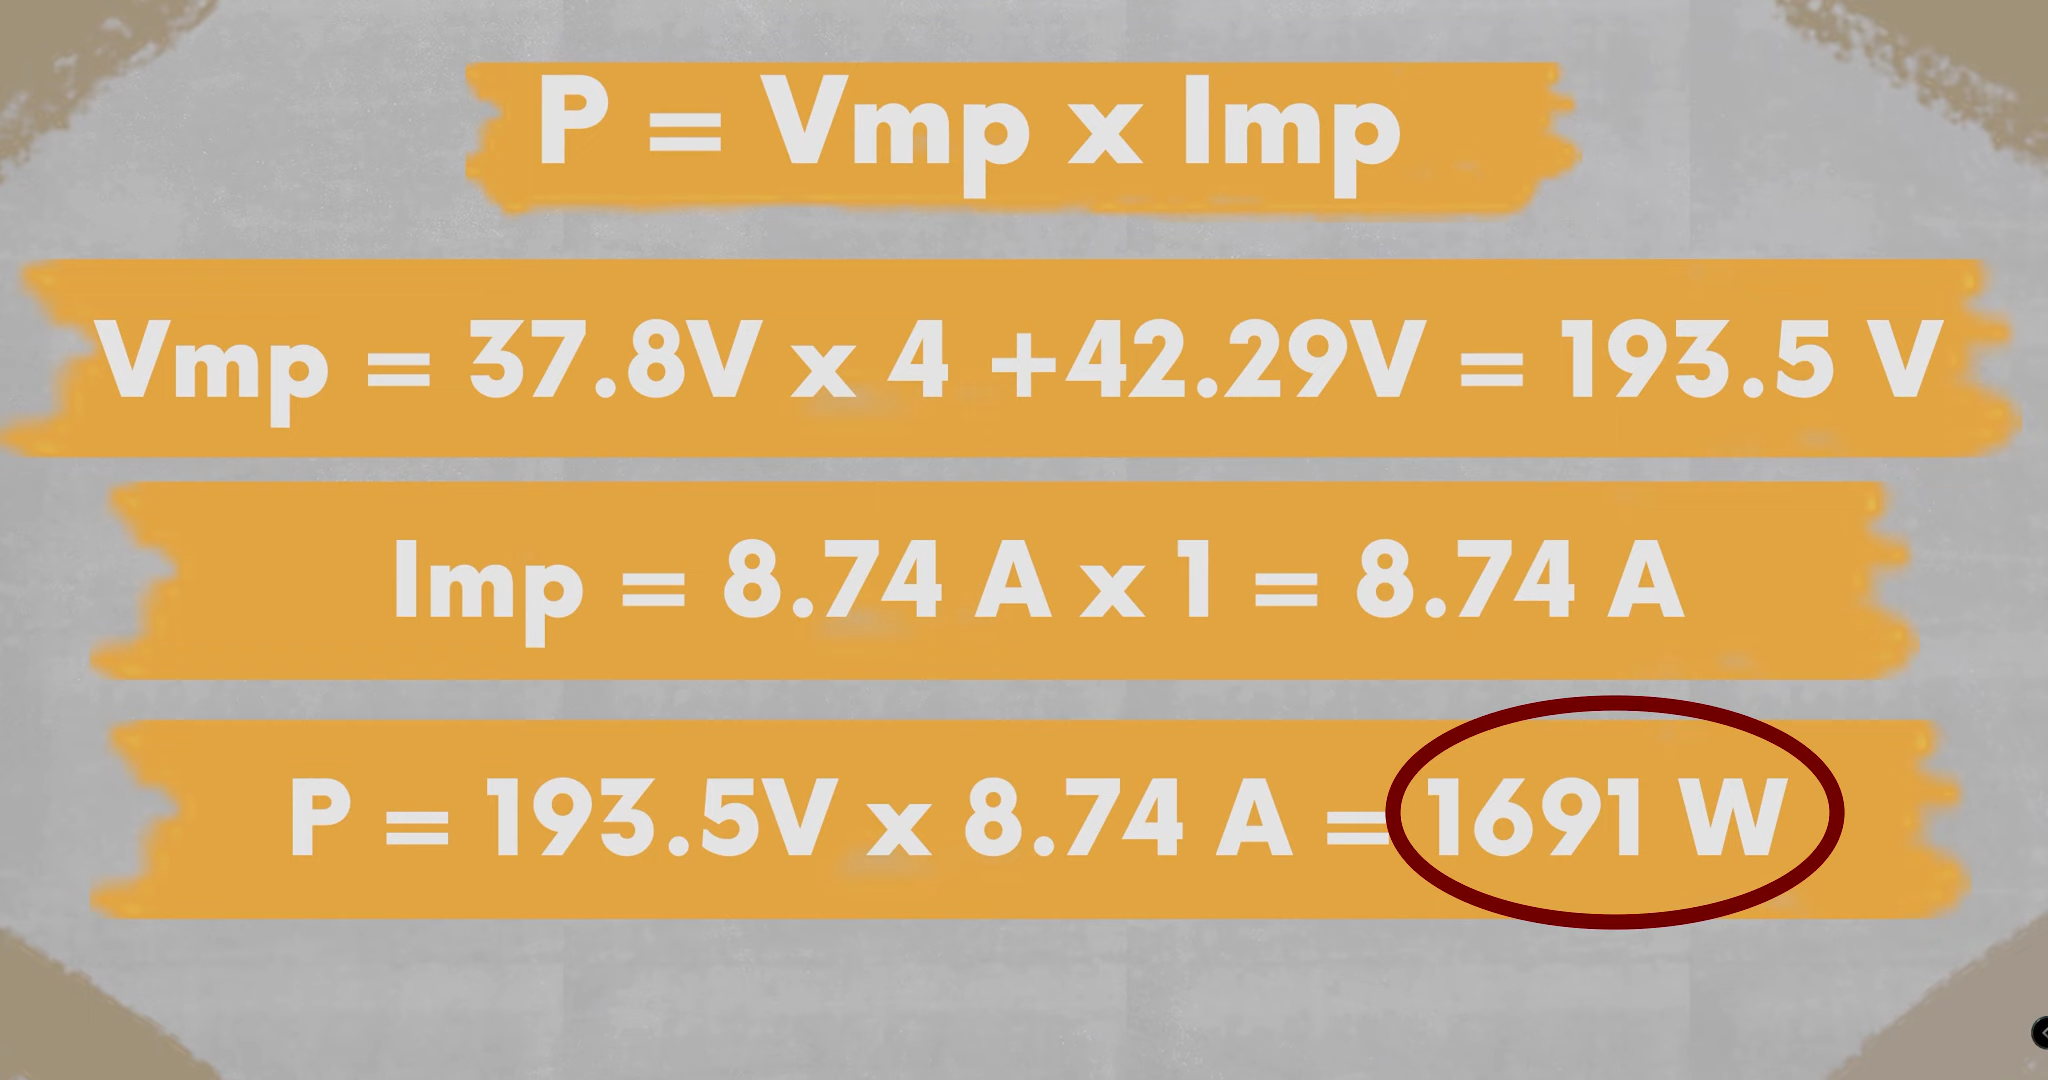 P = Vmp x Imp
Vmp = 37.8V x 4 +42.29V = 193.5 V
Imp = 8.74 A x 1 = 8.74 A
P = 193.5V x 8.74 A = 1691 W